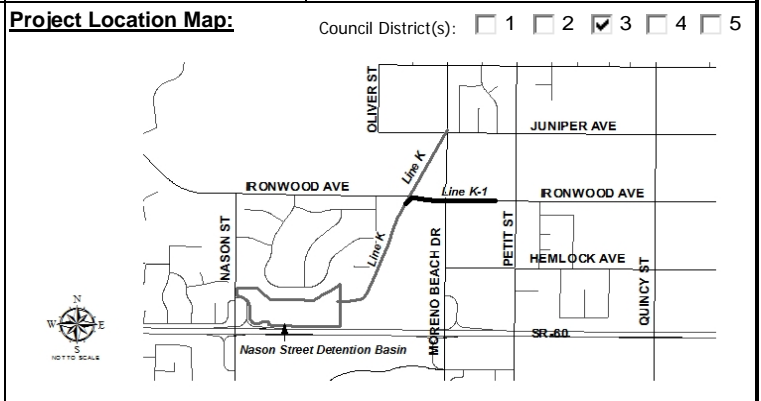 Project Location Map:
Council District(s): 1 2 3 4 5
OLIVER ST
JUNIPER AVE
Line K
IRONWOOD AVE
Line K-1
IRONWOOD AVE
NASON ST
Line K
MORENO BEACH DR
PETIT ST
HEMLOCK AVE
QUINCY ST
N
W E
S
NOT TO SCALE
SR-60
Nason Street Detention Basin